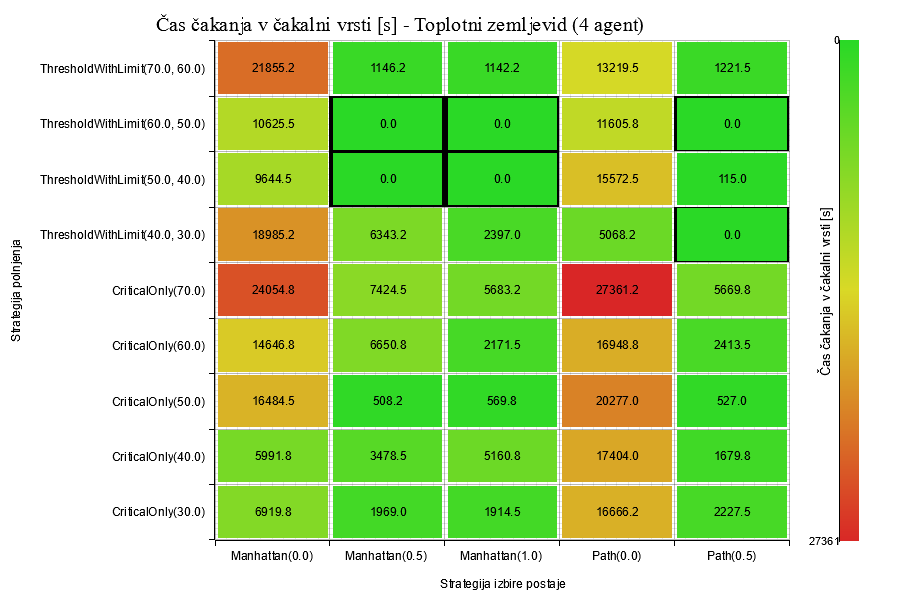 Čas čakanja v čakalni vrsti [s] - Toplotni zemljevid (4 agent)
ThresholdWithLimit(70.0, 60.0) 21855.2 1146.2 1142.2 13219.5 1221.5
ThresholdWithLimit(60.0, 50.0) 10625.5 0.0 0.0 11605.8 0.0
ThresholdWithLimit(50.0, 40.0) 9644.5 0.0 0.0 15572.5 115.0
ThresholdWithLimit(40.0, 30.0) 18985.2 6343.2 2397.0 5068.2 0.0
CriticalOnly(70.0) 24054.8 7424.5 5683.2 27361.2 5669.8
CriticalOnly(60.0) 14646.8 6650.8 2171.5 16948.8 2413.5
CriticalOnly(50.0) 16484.5 508.2 569.8 20277.0 527.0
CriticalOnly(40.0) 5991.8 3478.5 5160.8 17404.0 1679.8
CriticalOnly(30.0) 6919.8 1969.0 1914.5 16666.2 2227.5
Manhattan(0.0) Manhattan(0.5) Manhattan(1.0) Path(0.0) Path(0.5)
Strategija izbire postaje
Strategija polnjenja
0
Čas čakanja v čakalni vrsti [s]
27361